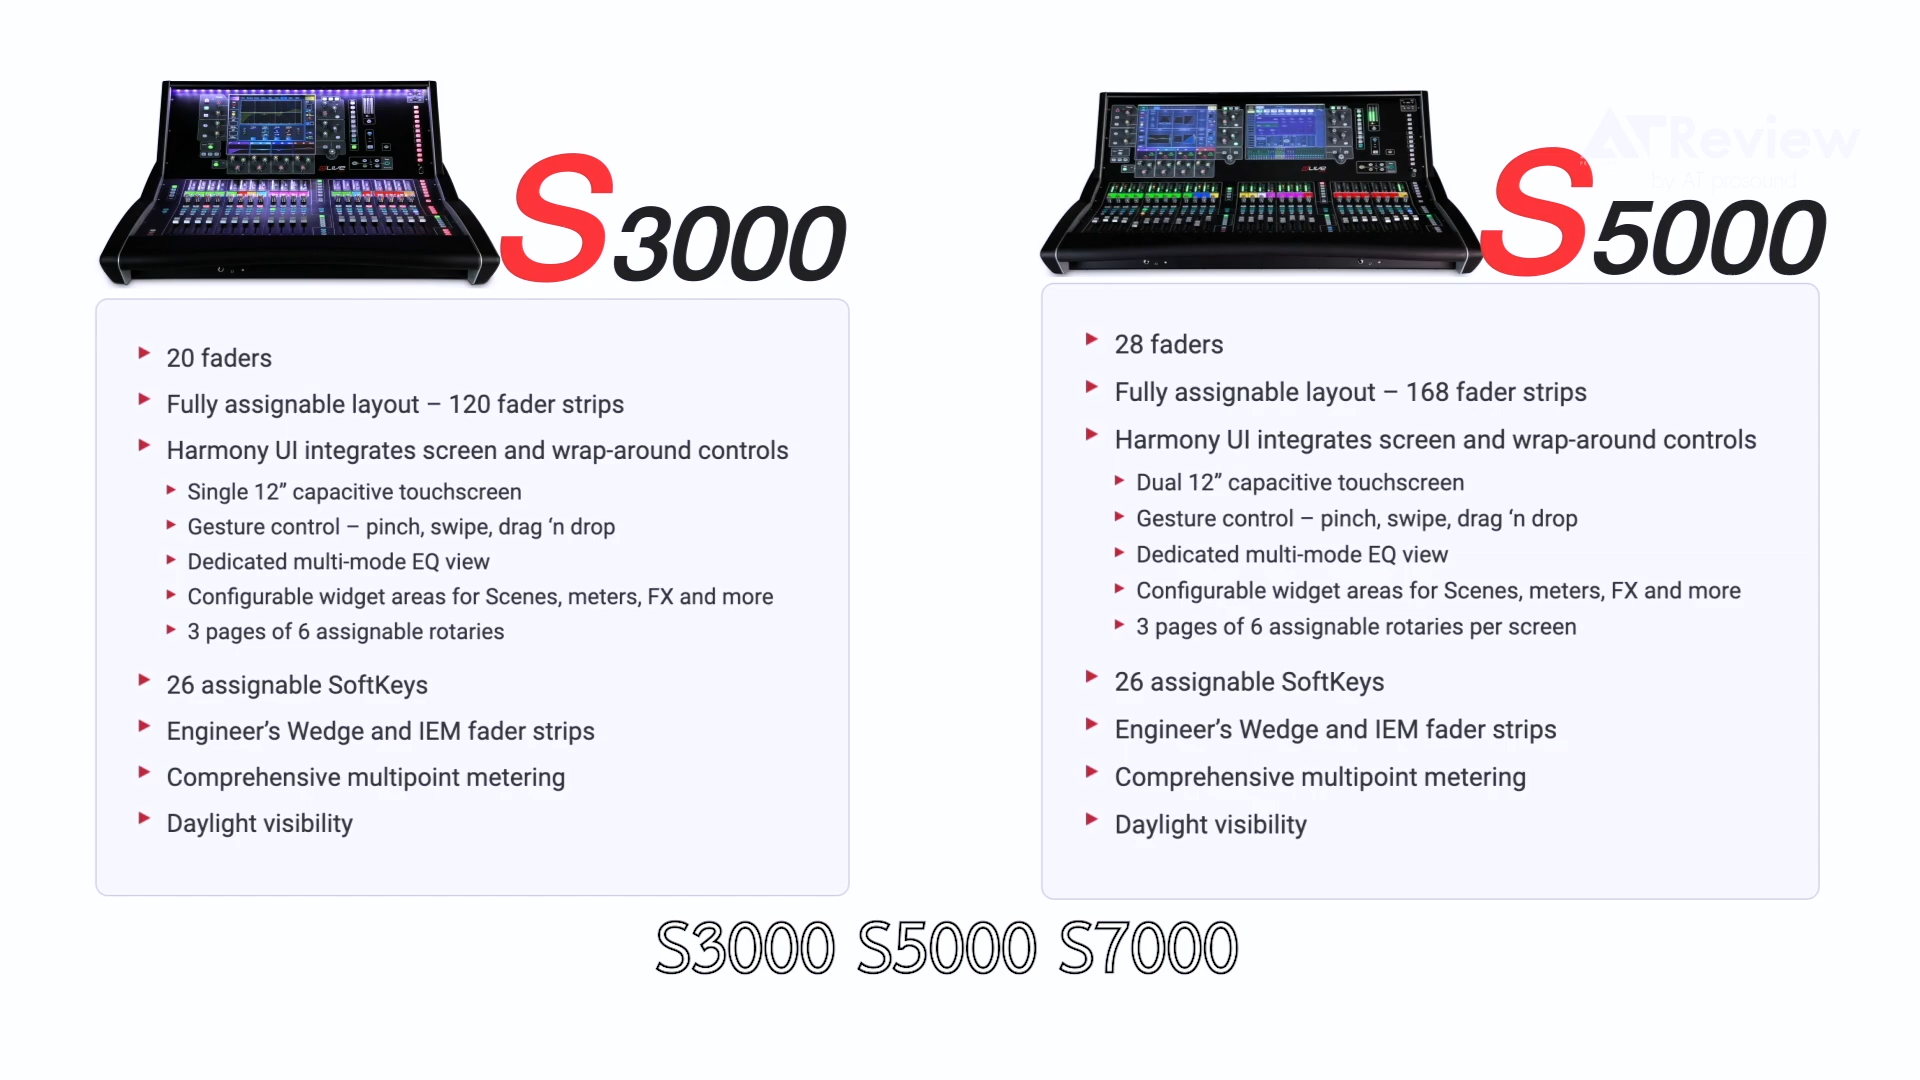 S3000
20 faders
Fully assignable layout – 120 fader strips
Harmony UI integrates screen and wrap-around controls
Single 12” capacitive touchscreen
Gesture control – pinch, swipe, drag ‘n drop
Dedicated multi-mode EQ view
Configurable widget areas for Scenes, meters, FX and more
3 pages of 6 assignable rotaries
26 assignable SoftKeys
Engineer’s Wedge and IEM fader strips
Comprehensive multipoint metering
Daylight visibility
ATReview
by AT prosound
S5000
28 faders
Fully assignable layout – 168 fader strips
Harmony UI integrates screen and wrap-around controls
Dual 12” capacitive touchscreen
Gesture control – pinch, swipe, drag ‘n drop
Dedicated multi-mode EQ view
Configurable widget areas for Scenes, meters, FX and more
3 pages of 6 assignable rotaries per screen
26 assignable SoftKeys
Engineer’s Wedge and IEM fader strips
Comprehensive multipoint metering
Daylight visibility
S3000 S5000 S7000